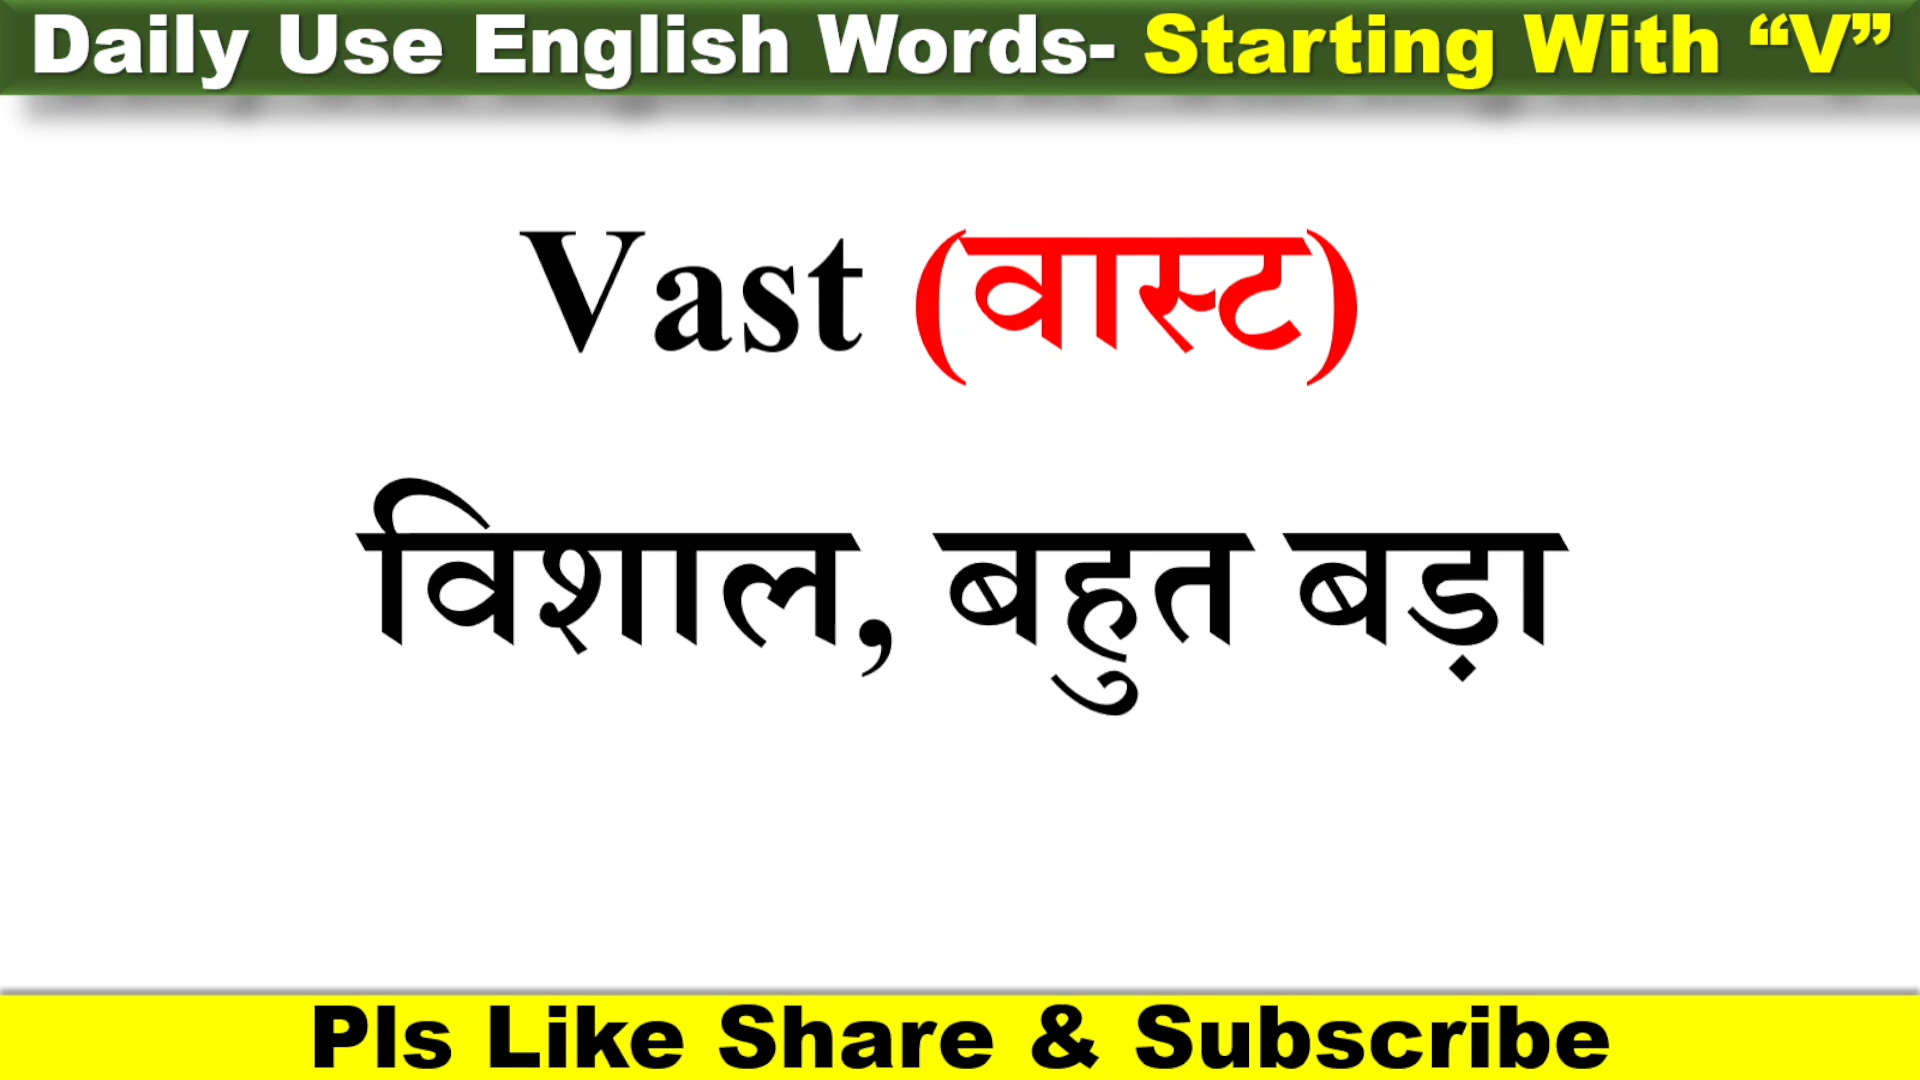 Daily Use English Words- Starting With “V”
Vast (वास्ट)
विशाल, बहुत बड़ा
Pls Like Share & Subscribe